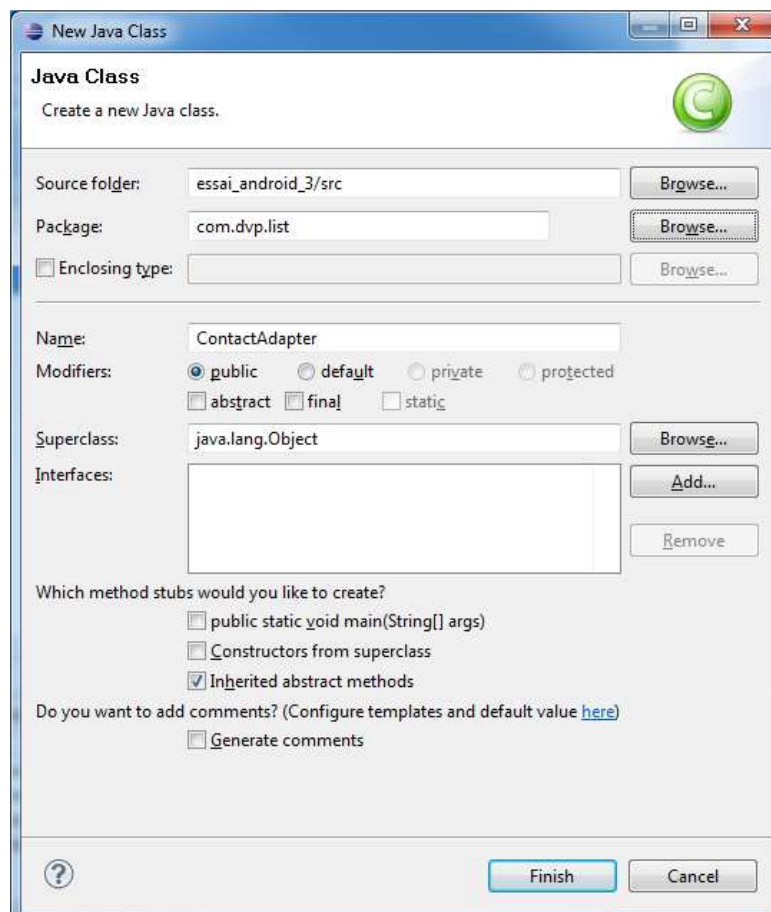 New Java Class
Java Class
Create a new Java class.
C
Source folder: essai_android_3/src Browse...
Package: com.dvp.list Browse...
Enclosing type: Browse...
Name: ContactAdapter
Modifiers: public default private protected
abstract final static
Superclass: java.lang.Object Browse...
Interfaces: Add...
Remove
Which method stubs would you like to create?
public static void main(String[] args)
Constructors from superclass
Inherited abstract methods
Do you want to add comments? (Configure templates and default value here)
Generate comments
? Finish Cancel